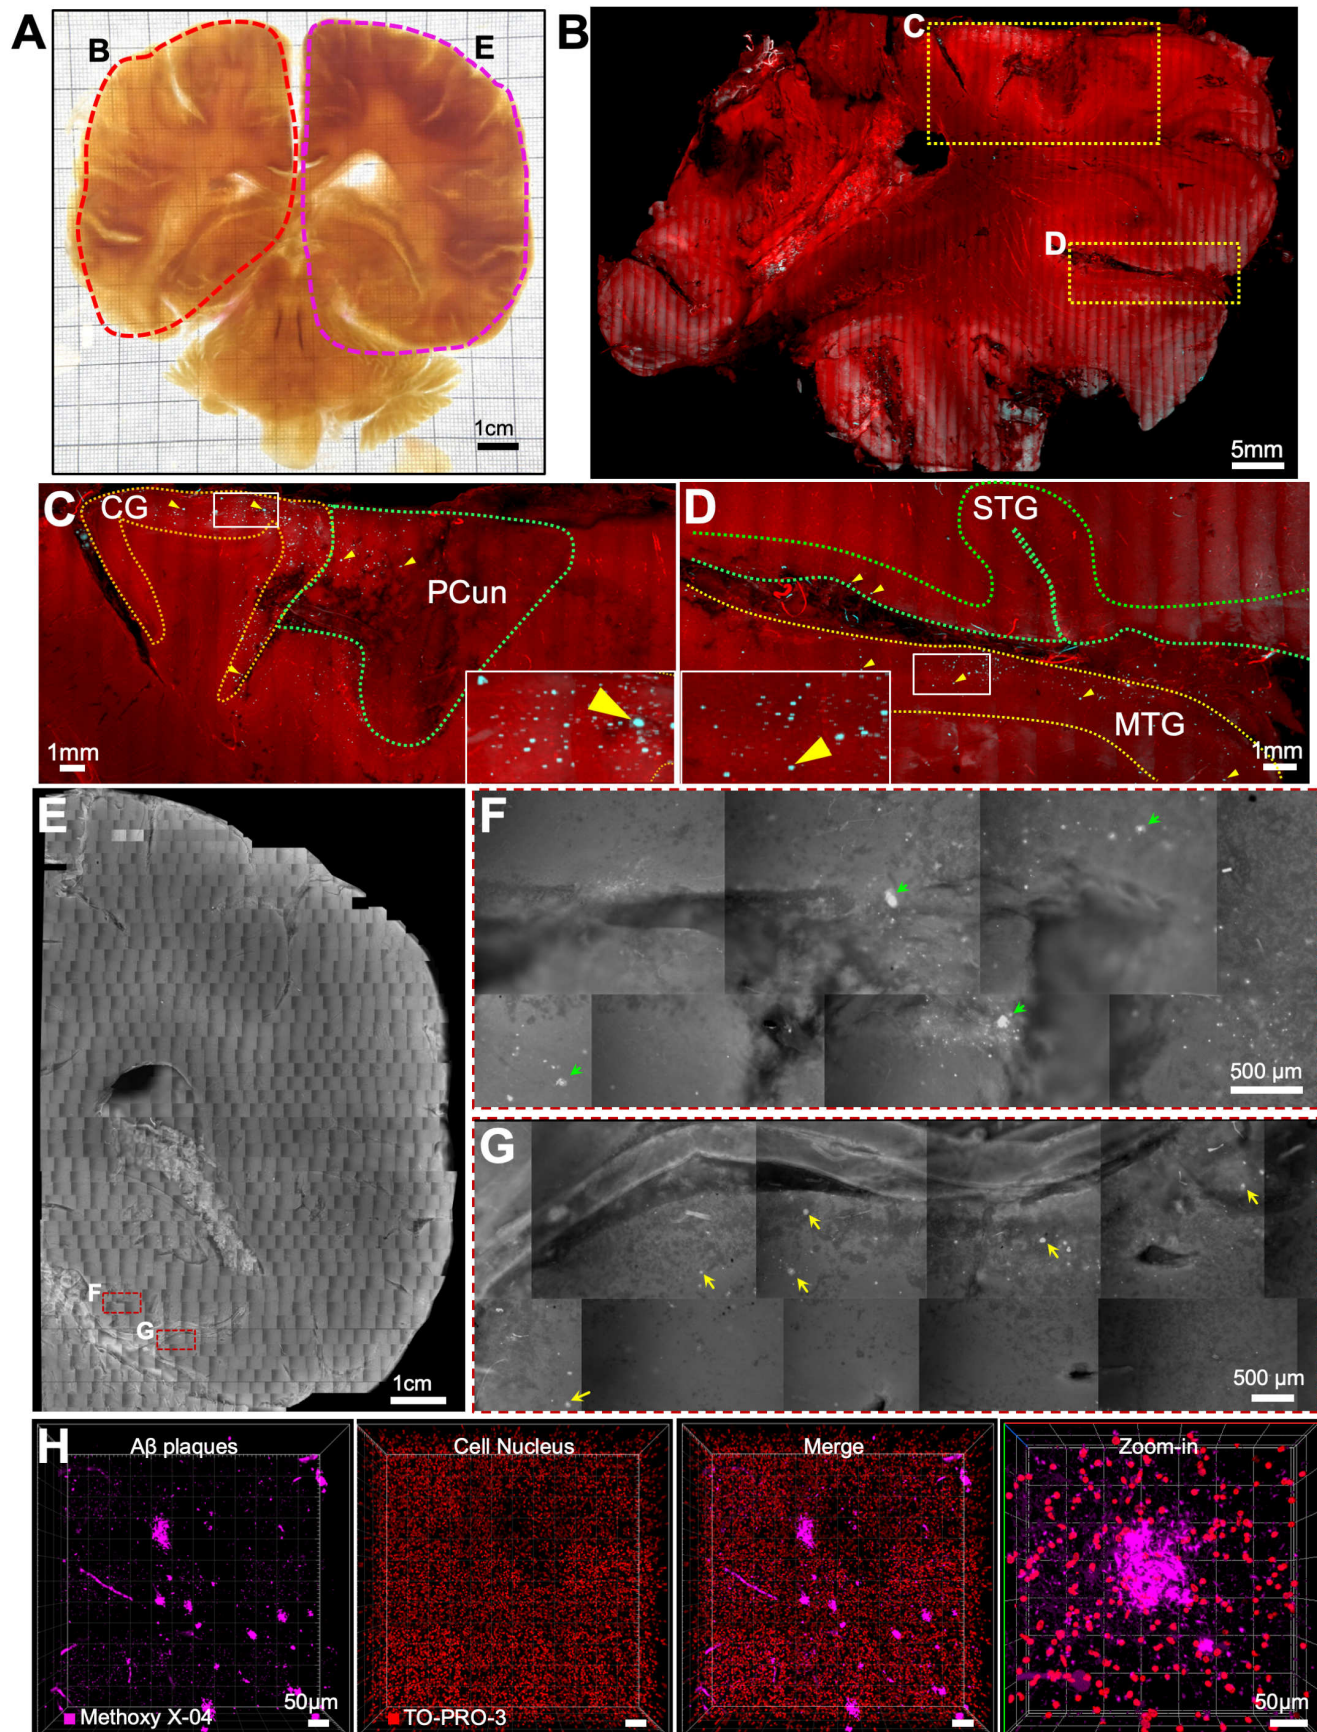 A
B
E
1cm
B
C
D
5mm
C
CG
PCun
1mm
D
STG
MTG
1mm
E
F
G
1cm
F
500 μm
G
500 μm
H
Aβ plaques
Cell Nucleus
Merge
Zoom-in
Methoxy X-04
50μm
TO-PRO-3
50μm